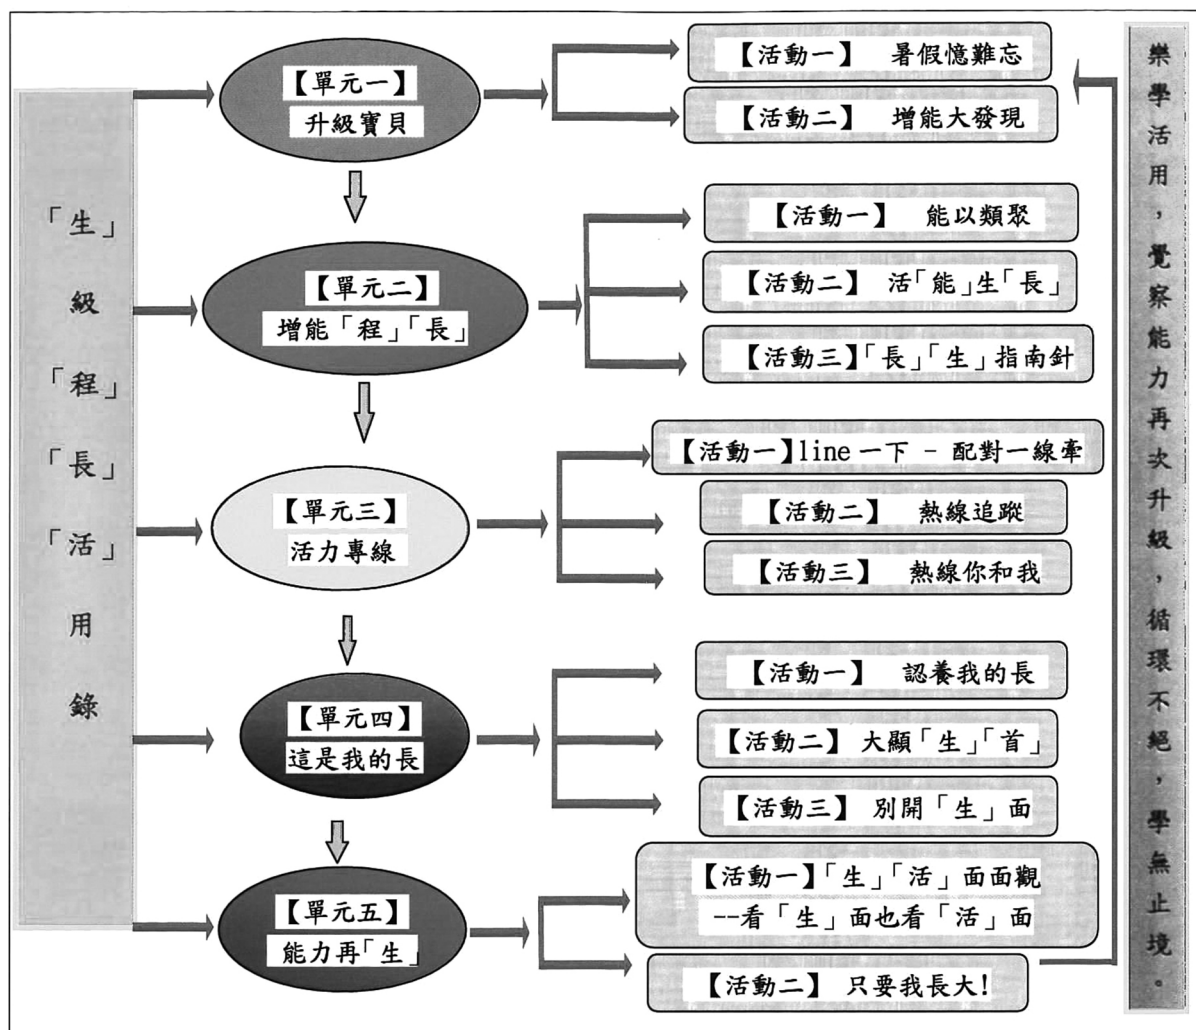 「生」級「程」「長」「活」用錄
【單元一】
升級寶貝
【活動一】 暑假憶難忘
【活動二】 增能大發現
【單元二】
增能「程」「長」
【活動一】 能以類聚
【活動二】 活「能」生「長」
【活動三】「長」「生」指南針
【單元三】
活力專線
【活動一】line 一下 - 配對一線牽
【活動二】 熱線追蹤
【活動三】 熱線你和我
【單元四】
這是我的長
【活動一】 認養我的長
【活動二】 大顯「生」「首」
【活動三】 別開「生」面
【單元五】
能力再「生」
【活動一】「生」「活」面面觀
--看「生」面也看「活」面
【活動二】 只要我長大!
樂學活用，覺察能力再次升級，循環不絕，學無止境。